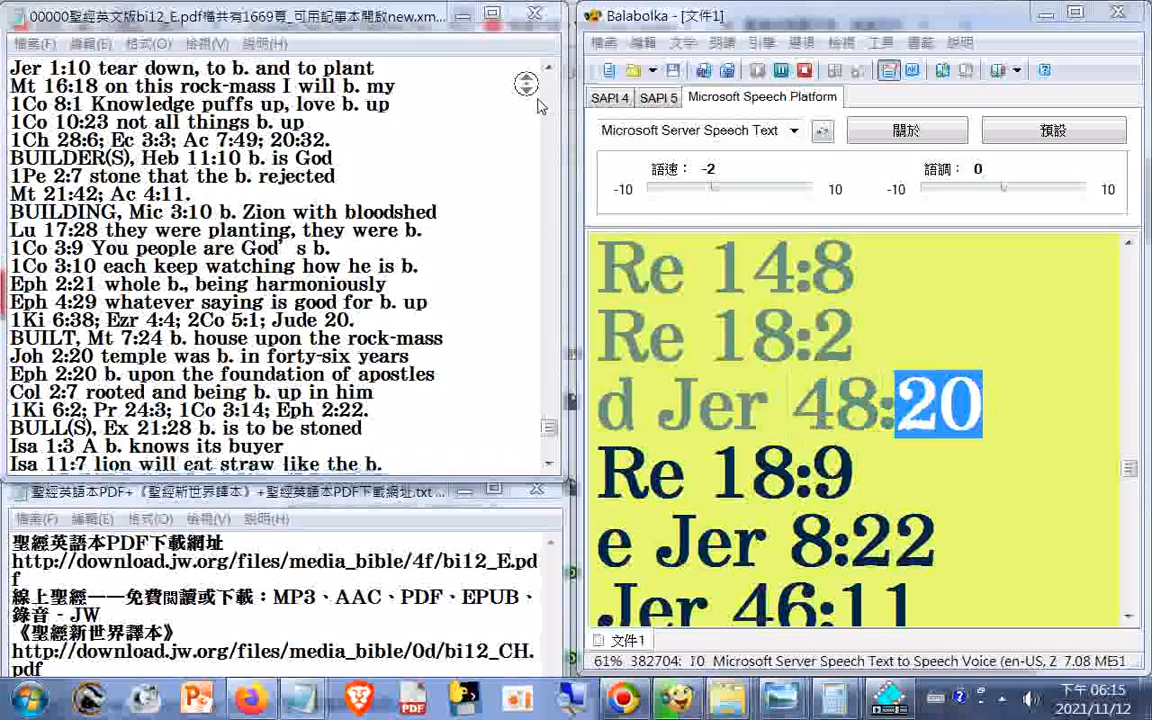 00000聖經英文版bi12_E.pdf檔共有1669頁_可用記事本開啟new.xm...
檔案(F) 編輯(E) 格式(O) 檢視(V) 說明(H)
Jer 1:10 tear down, to b. and to plant
Mt 16:18 on this rock-mass I will b. my
1Co 8:1 Knowledge puffs up, love b. up
1Co 10:23 not all things b. up
1Ch 28:6; Ec 3:3; Ac 7:49; 20:32.
BUILDER(S), Heb 11:10 b. is God
1Pe 2:7 stone that the b. rejected
Mt 21:42; Ac 4:11.
BUILDING, Mic 3:10 b. Zion with bloodshed
Lu 17:28 they were planting, they were b.
1Co 3:9 You people are God’s b.
1Co 3:10 each keep watching how he is b.
Eph 2:21 whole b., being harmoniously
Eph 4:29 whatever saying is good for b. up
1Ki 6:38; Ezr 4:4; 2Co 5:1; Jude 20.
BUILT, Mt 7:24 b. house upon the rock-mass
Joh 2:20 temple was b. in forty-six years
Eph 2:20 b. upon the foundation of apostles
Col 2:7 rooted and being b. up in him
1Ki 6:2; Pr 24:3; 1Co 3:14; Eph 2:22.
BULL(S), Ex 21:28 b. is to be stoned
Isa 1:3 A b. knows its buyer
Isa 11:7 lion will eat straw like the b.
聖經英語本PDF+《聖經新世界譯本》+聖經英語本PDF下載網址.txt ...
檔案(F) 編輯(E) 格式(O) 檢視(V) 說明(H)
聖經英語本PDF下載網址
http://download.jw.org/files/media_bible/4f/bi12_E.pd
f
線上聖經——免費閱讀或下載：MP3、AAC、PDF、EPUB、
錄音 - JW
《聖經新世界譯本》
http://download.jw.org/files/media_bible/0d/bi12_CH.
pdf
Balabolka - [文件1]
檔案 編輯 文字 朗讀 引擎 選項 檢視 工具 書籤 說明
SAPI 4 SAPI 5 Microsoft Speech Platform
Microsoft Server Speech Text 關於 預設
語速： -2 語調： 0
-10 10 -10 10
Re 14:8
Re 18:2
d Jer 48:20
Re 18:9
e Jer 8:22
Jer 46:11
文件1
61% 382704: 10 Microsoft Server Speech Text to Speech Voice (en-US, Z 7.08 ME51
下午 06:15
2021/11/12